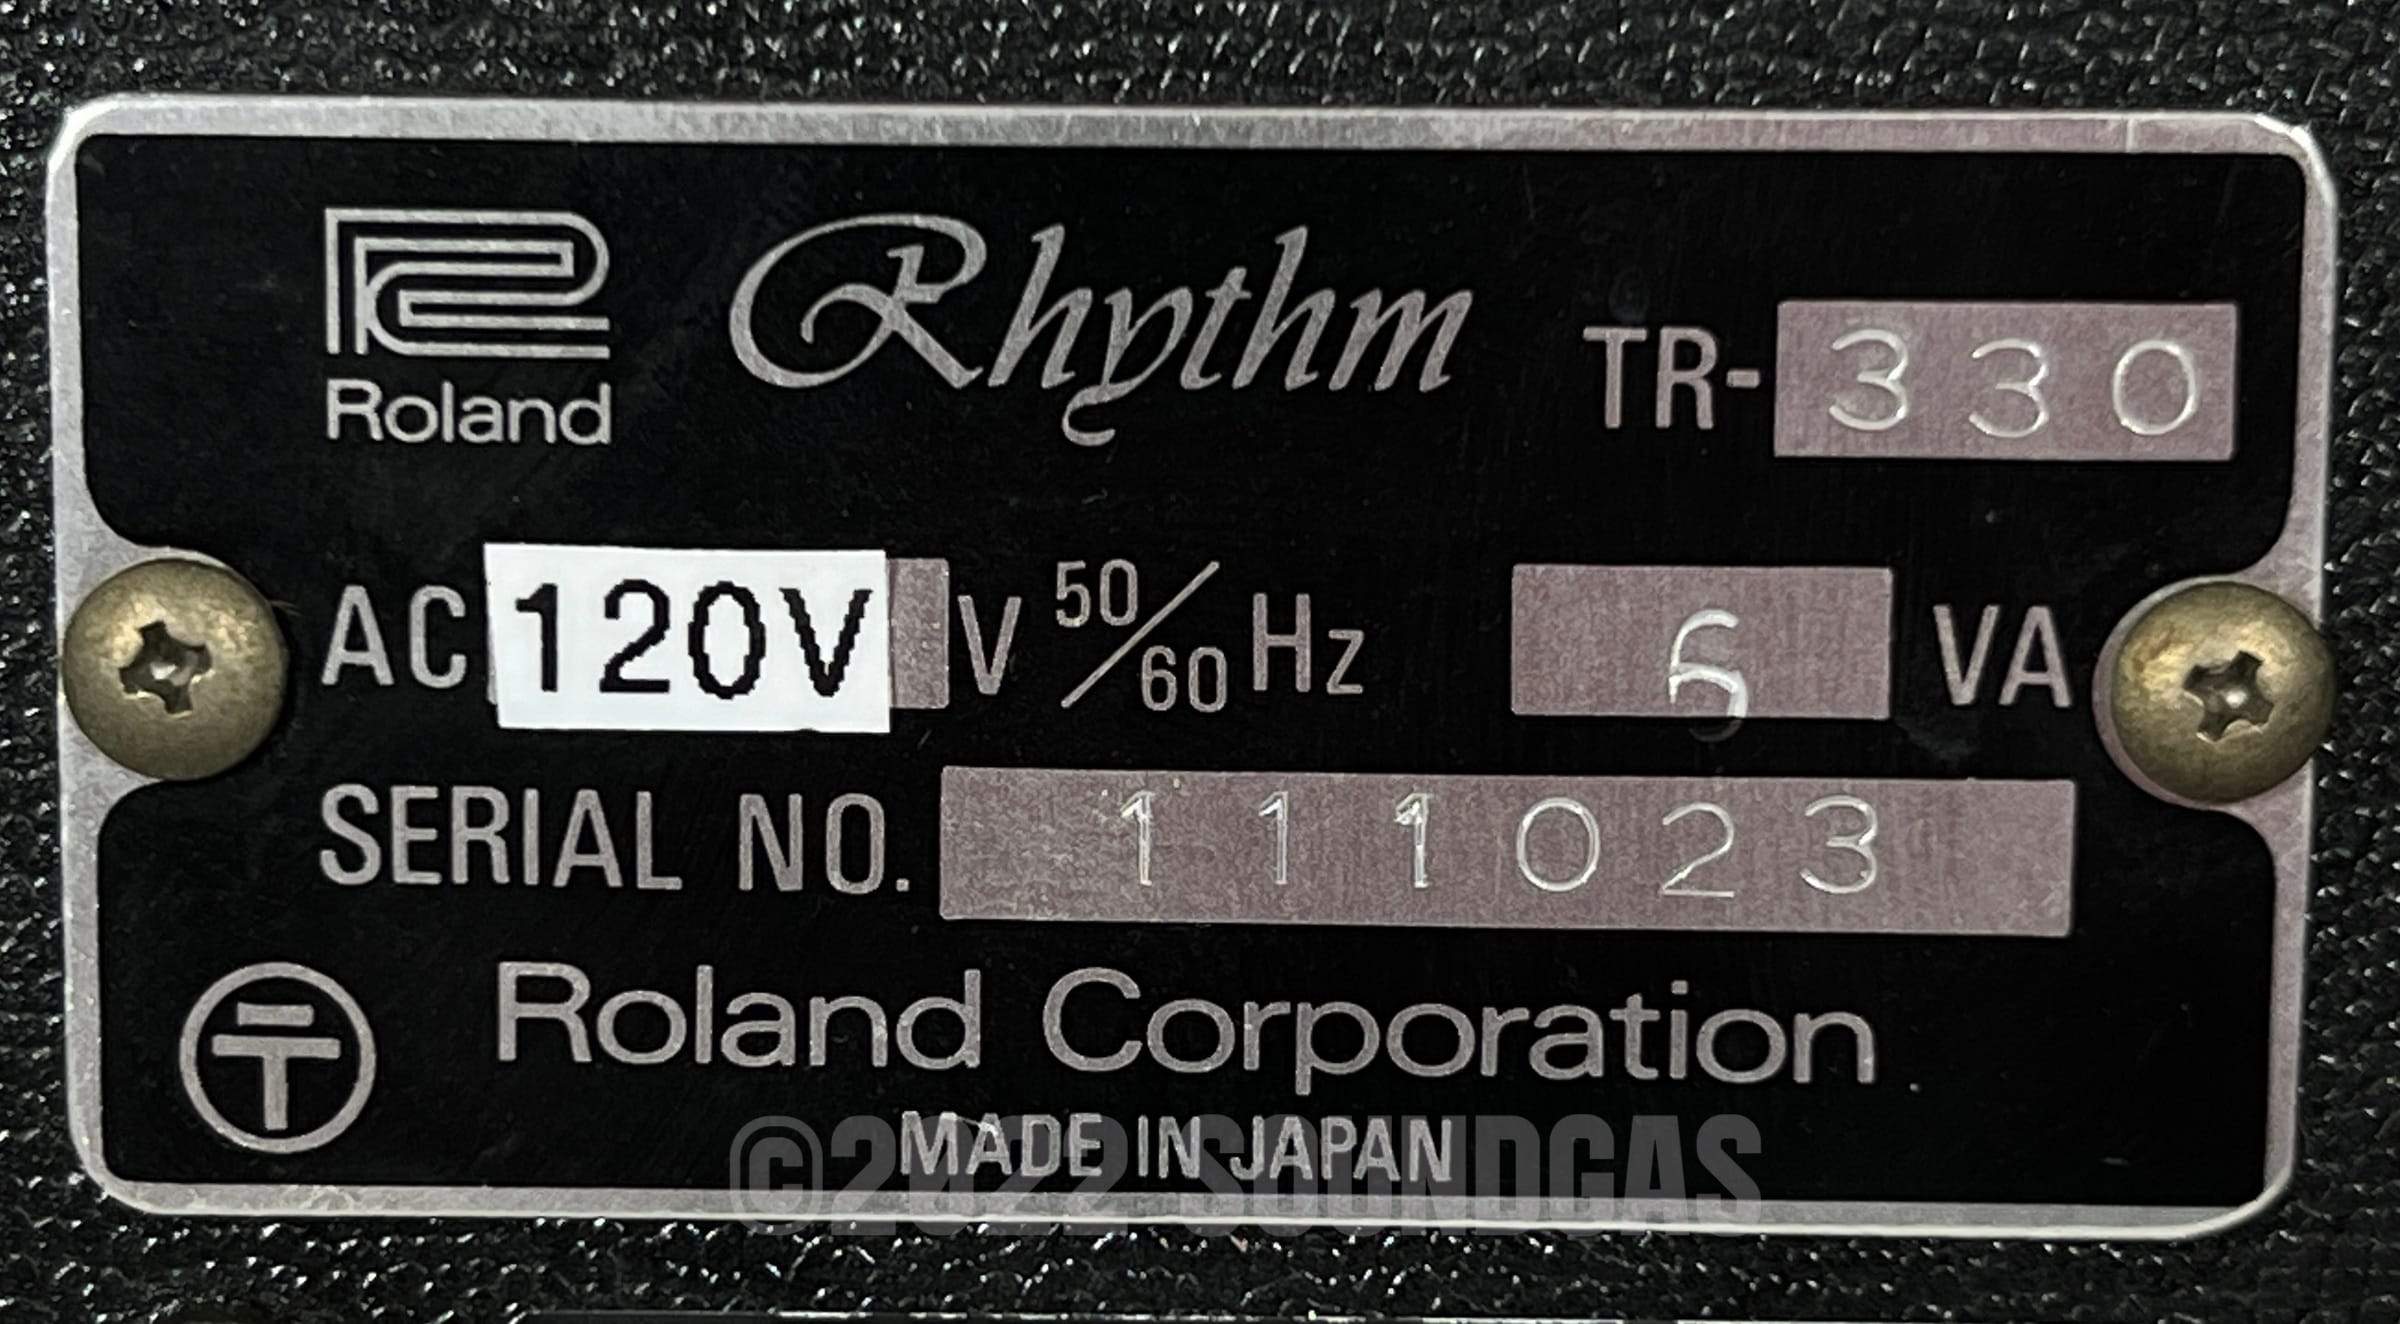 Roland Rhythm TR-330
AC 120V V 50/60 Hz 6 VA
SERIAL NO. 111023
〒 Roland Corporation
MADE IN JAPAN
©2022 SOUNDGAS